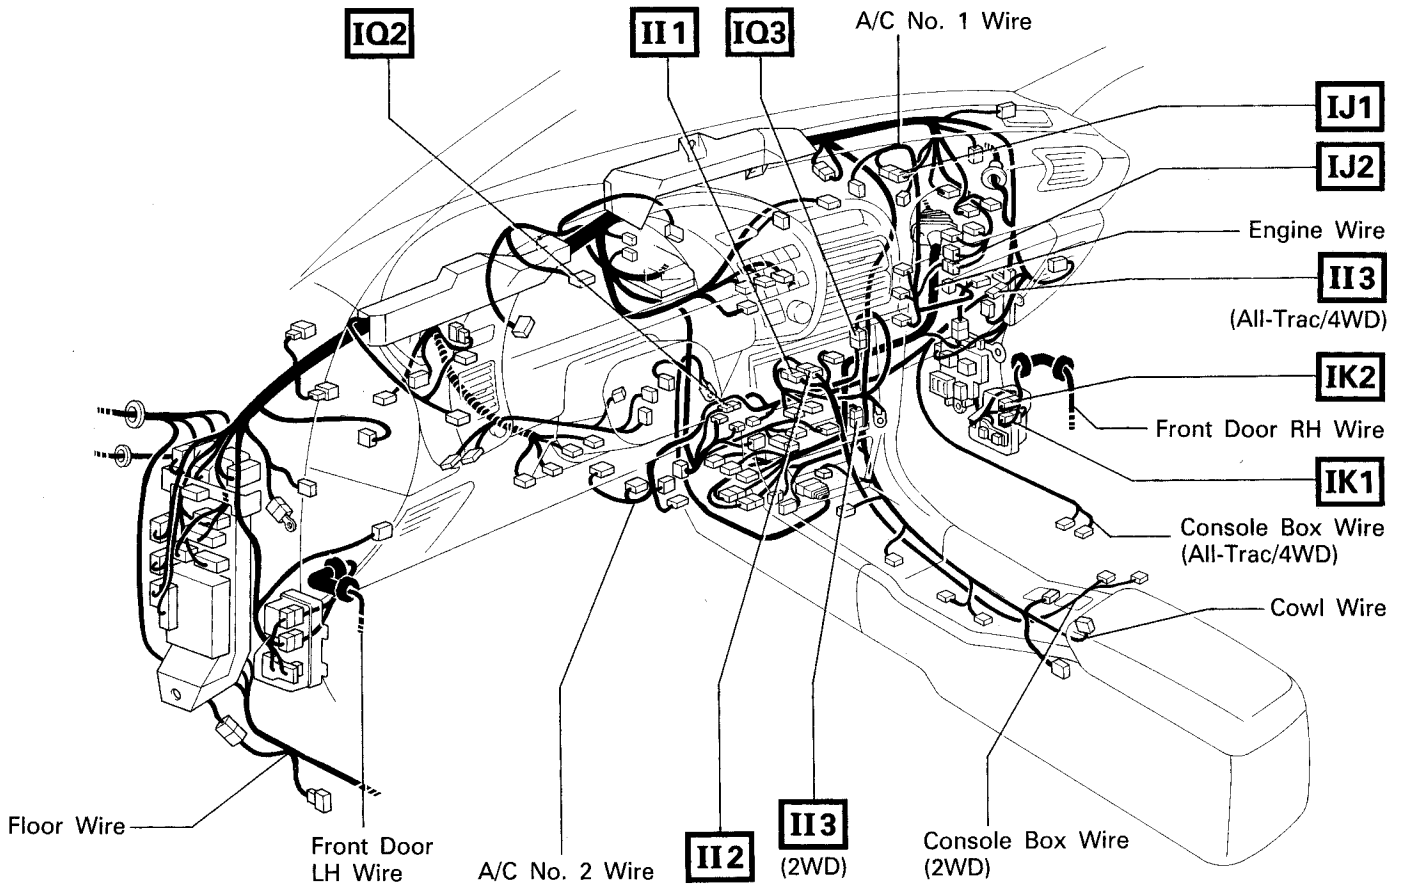 IQ2
II1
IQ3
A/C No. 1 Wire
IJ1
IJ2
Engine Wire
II3
(All-Trac/4WD)
IK2
Front Door RH Wire
IK1
Console Box Wire
(All-Trac/4WD)
Cowl Wire
Floor Wire
Front Door
LH Wire
A/C No. 2 Wire
II2
II3
(2WD)
Console Box Wire
(2WD)